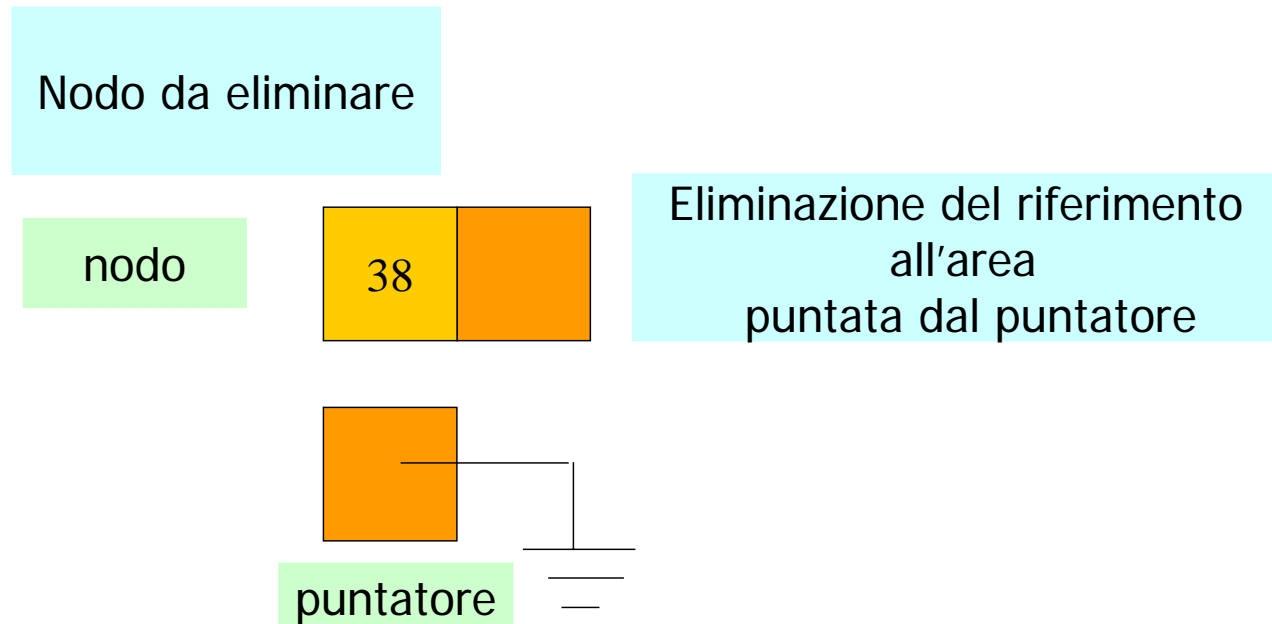 Nodo da eliminare
nodo
38
Eliminazione del riferimento
all'area
puntata dal puntatore
puntatore